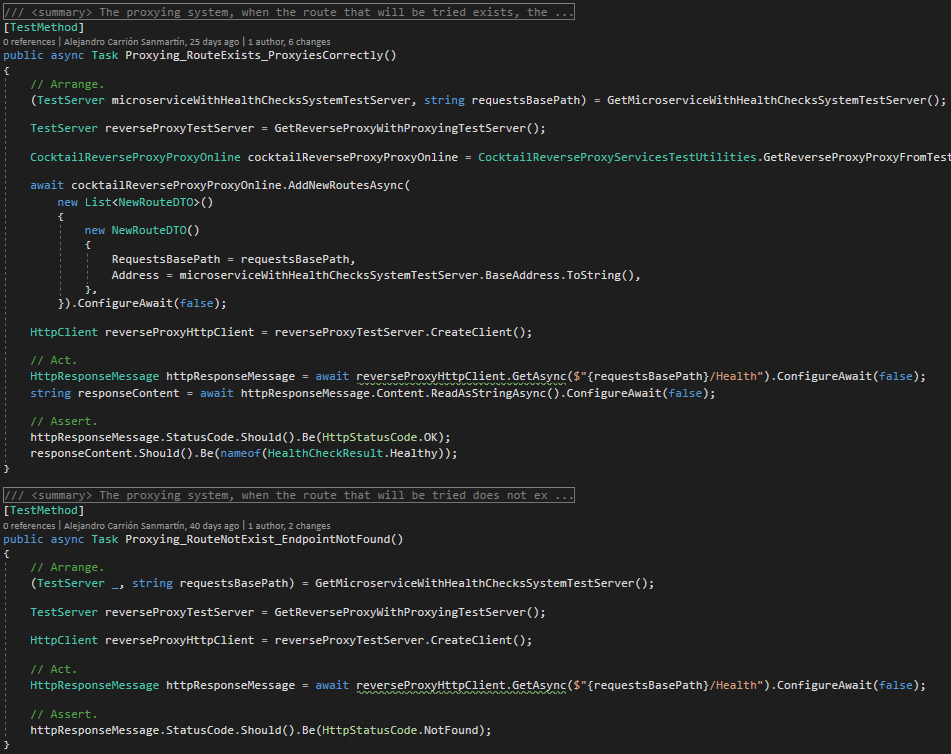 /// <summary> The proxying system, when the route that will be tried exists, the ...
[TestMethod]
0 references | Alejandro Carrión Sanmartín, 25 days ago | 1 author, 6 changes
public async Task Proxying_RouteExists_ProxyiesCorrectly()
{
// Arrange.
(TestServer microserviceWithHealthChecksSystemTestServer, string requestsBasePath) = GetMicroserviceWithHealthChecksSystemTestServer();
TestServer reverseProxyTestServer = GetReverseProxyWithProxyingTestServer();
CocktailReverseProxyProxyOnline cocktailReverseProxyProxyOnline = CocktailReverseProxyServicesTestUtilities.GetReverseProxyProxyFromTest
await cocktailReverseProxyProxyOnline.AddNewRoutesAsync(
new List<NewRouteDTO>()
{
new NewRouteDTO()
{
RequestsBasePath = requestsBasePath,
Address = microserviceWithHealthChecksSystemTestServer.BaseAddress.ToString(),
},
}).ConfigureAwait(false);
HttpClient reverseProxyHttpClient = reverseProxyTestServer.CreateClient();
// Act.
HttpResponseMessage httpResponseMessage = await reverseProxyHttpClient.GetAsync($"{requestsBasePath}/Health").ConfigureAwait(false);
string responseContent = await httpResponseMessage.Content.ReadAsStringAsync().ConfigureAwait(false);
// Assert.
httpResponseMessage.StatusCode.Should().Be(HttpStatusCode.OK);
responseContent.Should().Be(nameof(HealthCheckResult.Healthy));
}
/// <summary> The proxying system, when the route that will be tried does not ex ...
[TestMethod]
0 references | Alejandro Carrión Sanmartín, 40 days ago | 1 author, 2 changes
public async Task Proxying_RouteNotExist_EndpointNotFound()
{
// Arrange.
(TestServer _, string requestsBasePath) = GetMicroserviceWithHealthChecksSystemTestServer();
TestServer reverseProxyTestServer = GetReverseProxyWithProxyingTestServer();
HttpClient reverseProxyHttpClient = reverseProxyTestServer.CreateClient();
// Act.
HttpResponseMessage httpResponseMessage = await reverseProxyHttpClient.GetAsync($"{requestsBasePath}/Health").ConfigureAwait(false);
// Assert.
httpResponseMessage.StatusCode.Should().Be(HttpStatusCode.NotFound);
}